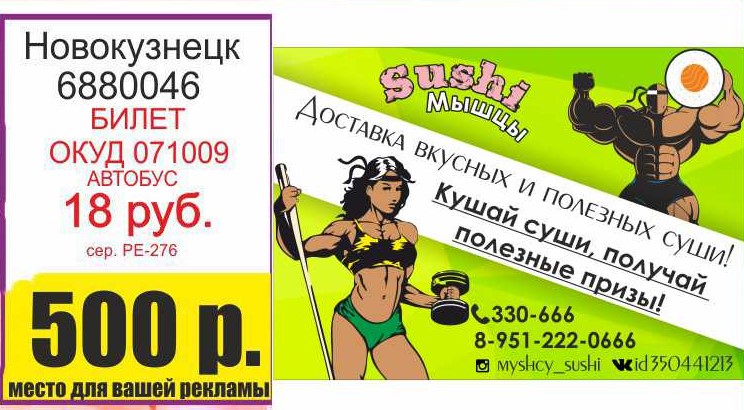 Новокузнецк
6880046
БИЛЕТ
ОКУД 071009
АВТОБУС
18 руб.
сер. РЕ-276
500 р.
место для вашей рекламы
Sushi
Мышцы
Доставка вкусных и полезных суши!
Кушай суши, получай
полезные призы!
330-666
8-951-222-0666
myshcy_sushi id350441213